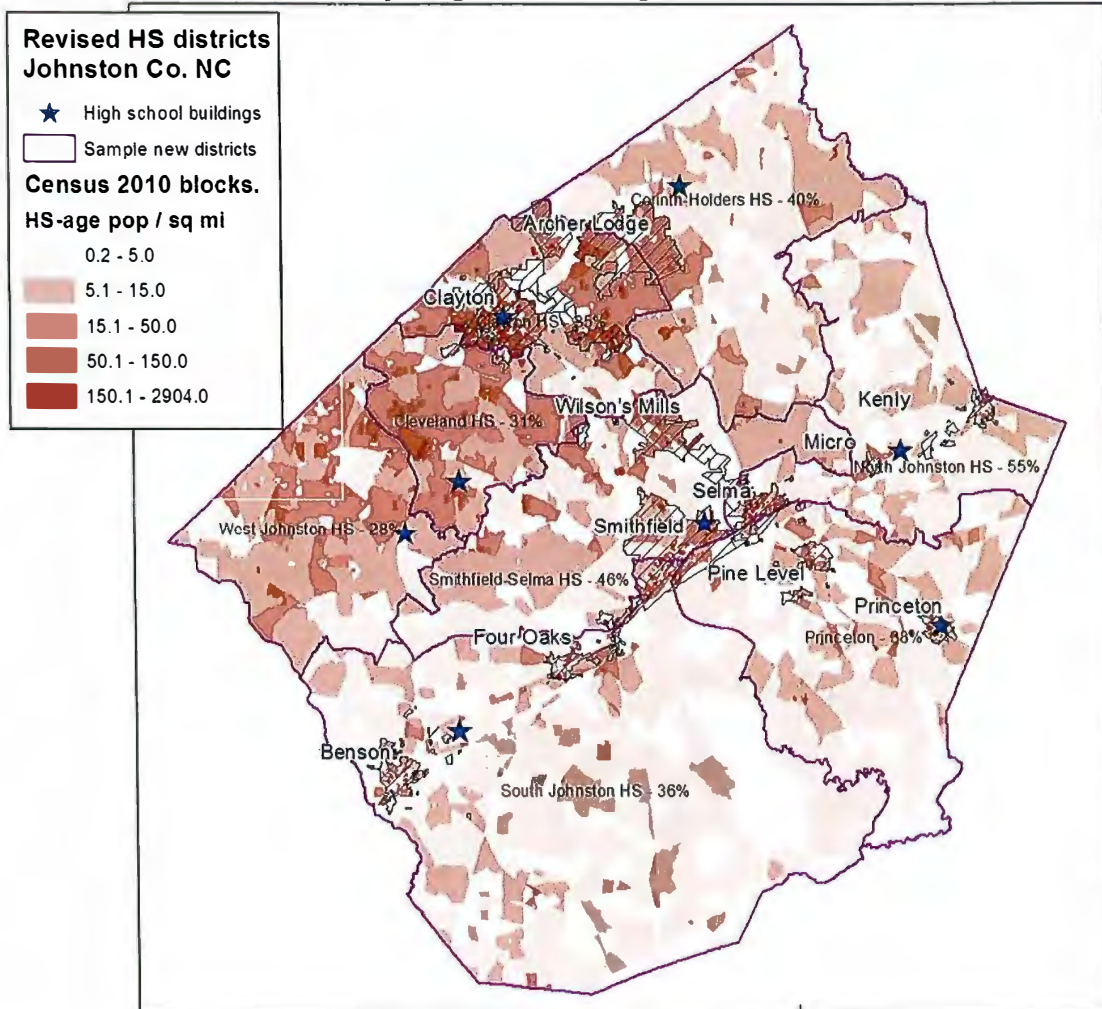 Revised HS districts
Johnston Co. NC
High school buildings
Sample new districts
Census 2010 blocks.
HS-age pop / sq mi
0.2 - 5.0
5.1 - 15.0
15.1 - 50.0
50.1 - 150.0
150.1 - 2904.0
Corinth-Holders HS - 40%
Archer Lodge
Clayton
HS - 35%
Kenly
Wilson's Mills
Cleveland HS - 31%
Micro
North Johnston HS - 55%
Selma
Smithfield
West Johnston HS - 28%
Pine Level
Smithfield-Selma HS - 46%
Princeton
Four Oaks
Princeton - 38%
Benson
South Johnston HS - 36%